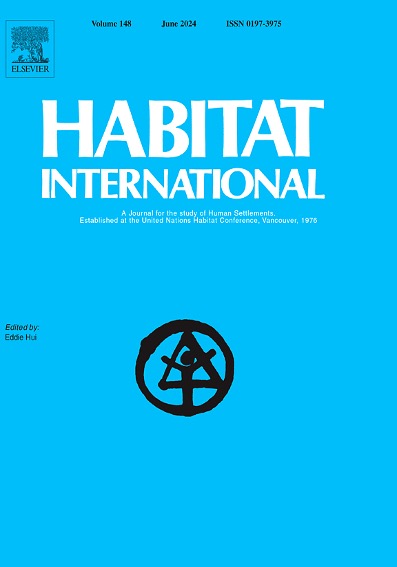 Volume 148 June 2024 ISSN 0197-3975
ELSEVIER
HABITAT
INTERNATIONAL
A Journal for the study of Human Settlements.
Established at the United Nations Habitat Conference, Vancouver, 1976
Edited by:
Eddie Hui